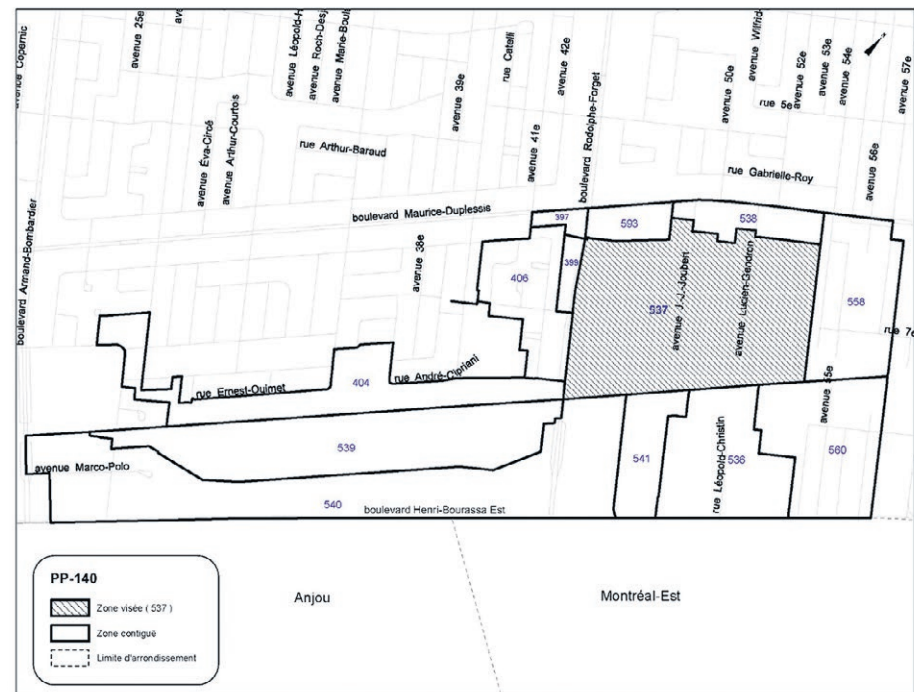 avenue Copernic
avenue 25e
avenue Léopold-H
avenue Roch-Desj
avenue Marie-Boule
avenue 39e
rue Catelli
avenue 42e
avenue 50e
avenue Wilfrid-
avenue 52e
avenue 53e
avenue 54e
avenue 57e
rue 5e
avenue Éva-Circé
avenue Arthur-Courtois
rue Arthur-Baraud
avenue 41e
boulevard Rodolphe-Forget
avenue 56e
rue Gabrielle-Roy
boulevard Armand-Bombardier
boulevard Maurice-Duplessis
avenue 38e
397
593
538
406
399
537
avenue J.-J.-Joubert
avenue Lucien-Gendron
558
rue 7e
rue Ernest-Ouimet
404
rue André-Cipriani
avenue 55e
avenue Marco-Polo
539
541
rue Léopold-Christin
536
560
540
boulevard Henri-Bourassa Est
PP-140
Zone visée ( 537 )
Zone contiguë
Limite d'arrondissement
Anjou
Montréal-Est